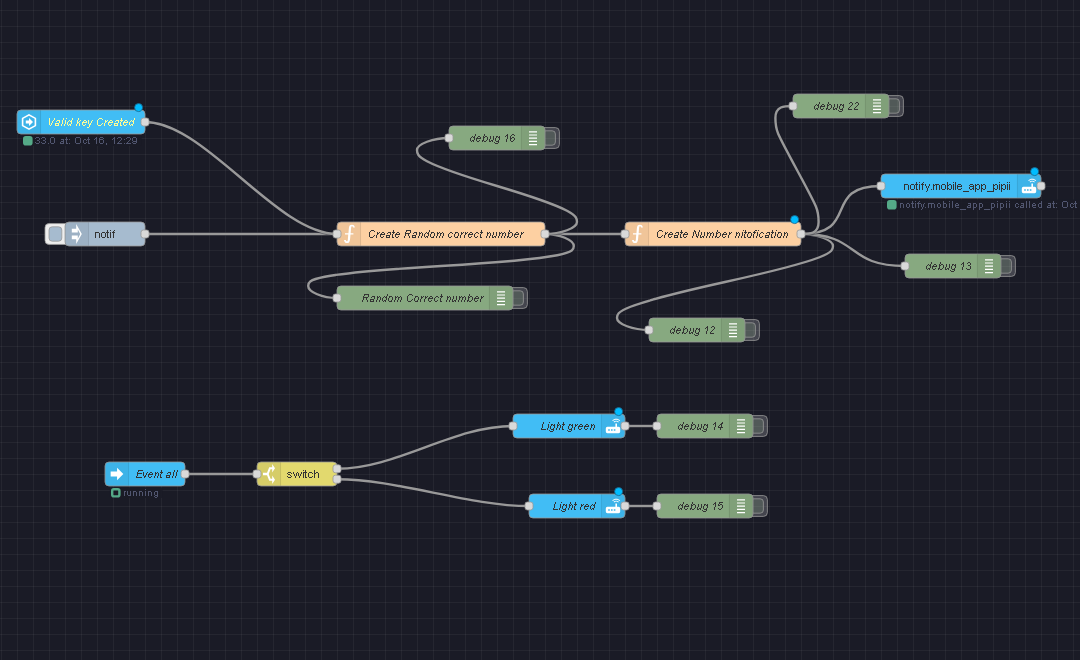 debug 22
Valid key Created
33.0 at: Oct 16, 12:29
debug 16
notify.mobile_app_pipii
notify.mobile_app_pipii called at: Oct
notif
Create Random correct number
Create Number nitofication
debug 13
Random Correct number
debug 12
Light green
debug 14
Event all
running
switch
Light red
debug 15